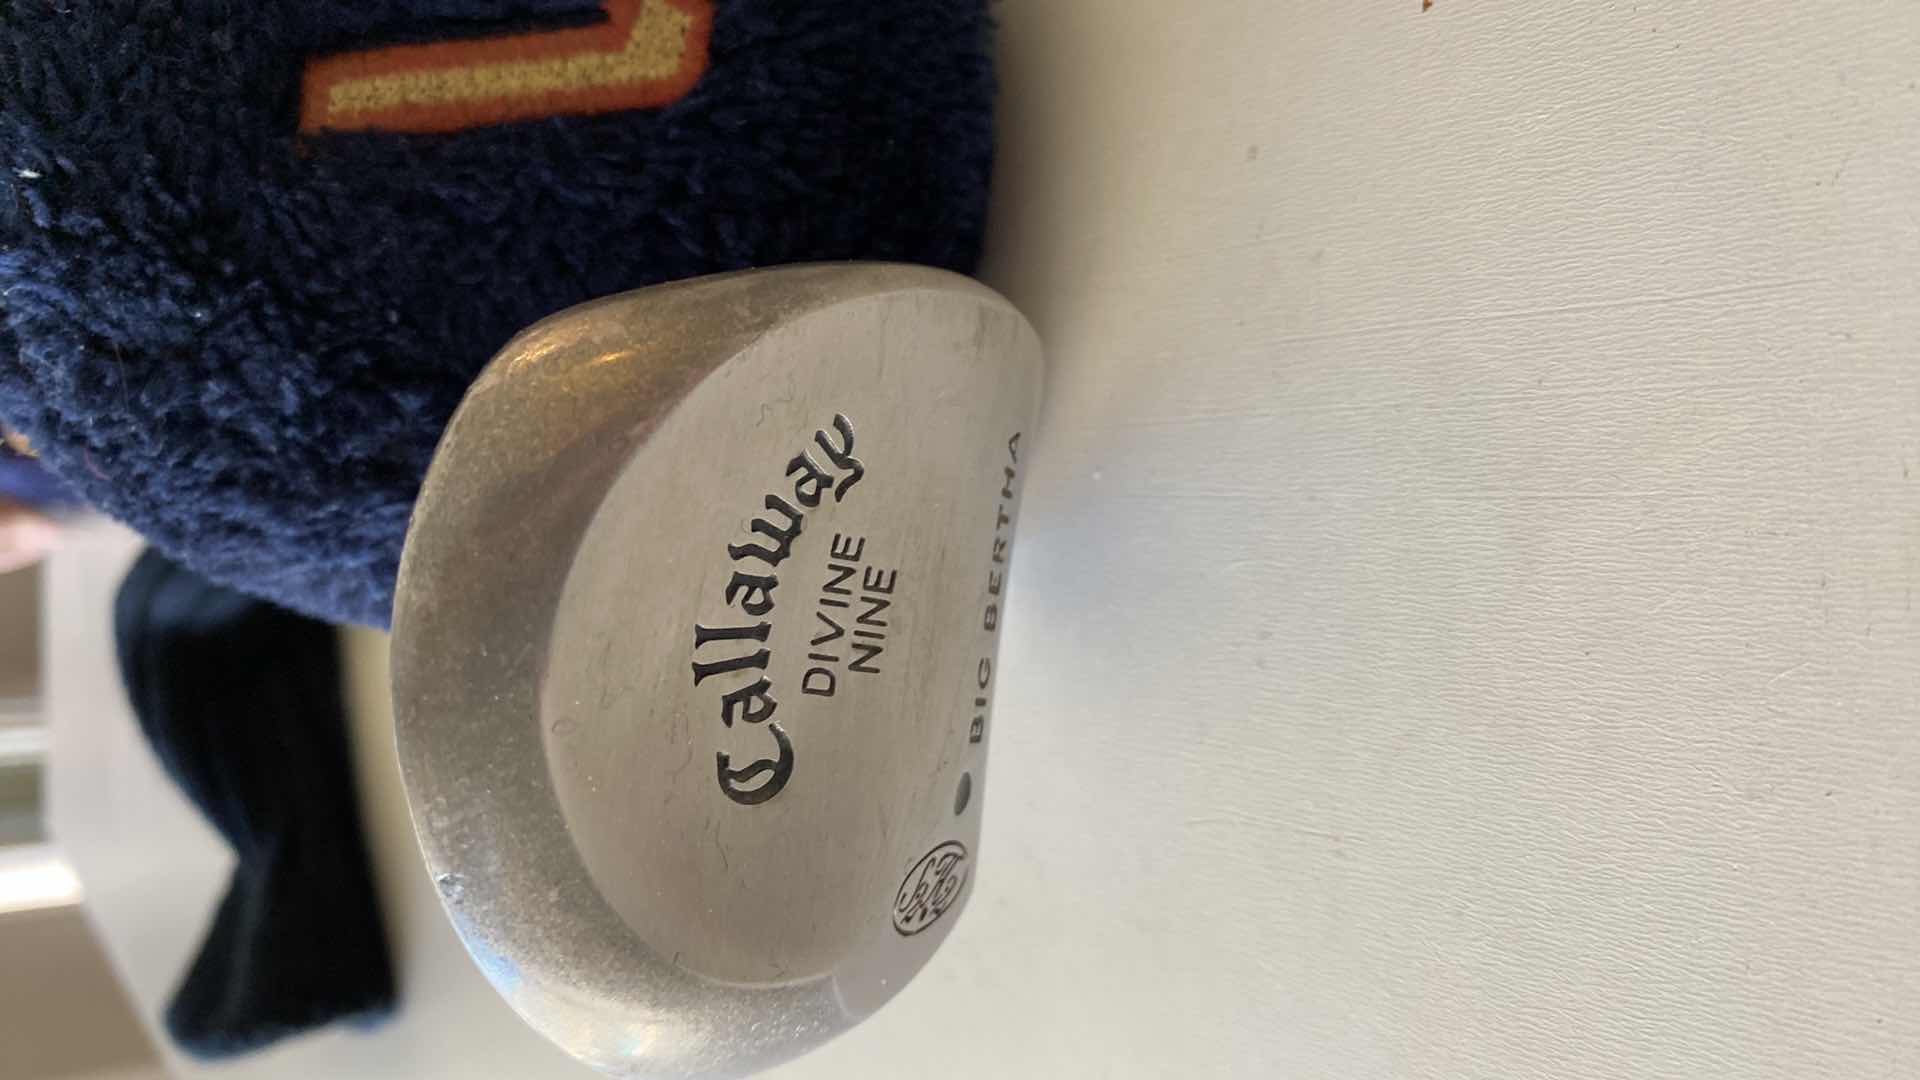 Callaway
DIVINE
NINE
BIG BERTHA